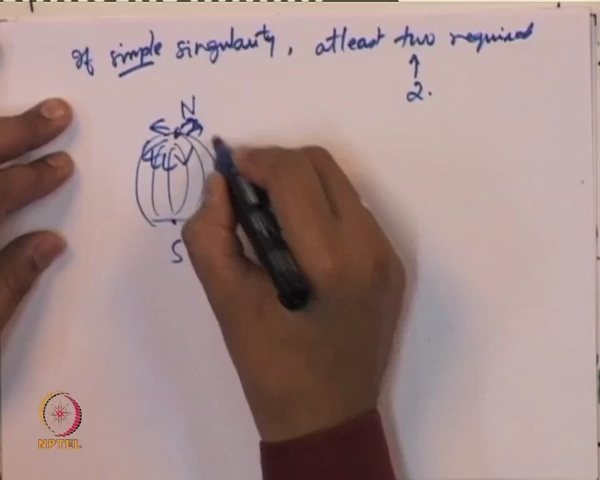 If simple singularity, atleast two required
↑
2.
N
S
NPTEL